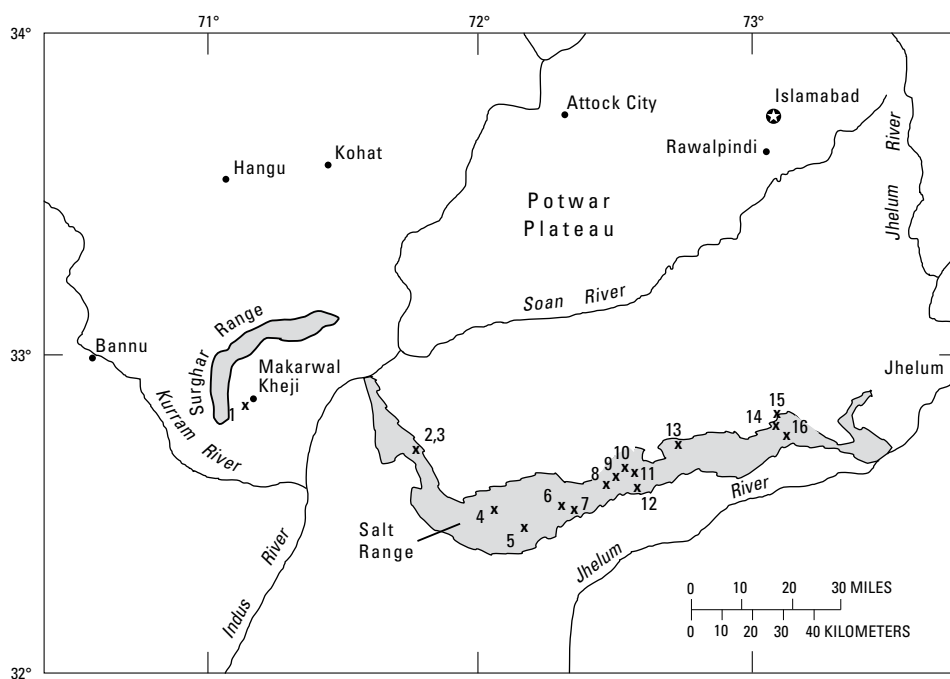 71°
72°
73°
34°
Islamabad
Attock City
Rawalpindi
Kohat
Hangu
Jhelum River
Potwar
Plateau
Soan River
33°
Surghar Range
Bannu
Makarwal
Kheji
1
Kurram River
Jhelum
2,3
15
14
16
13
10
9
11
8
12
6
7
4
5
Salt
Range
Jhelum River
Indus River
0 10 20 30 MILES
0 10 20 30 40 KILOMETERS
32°